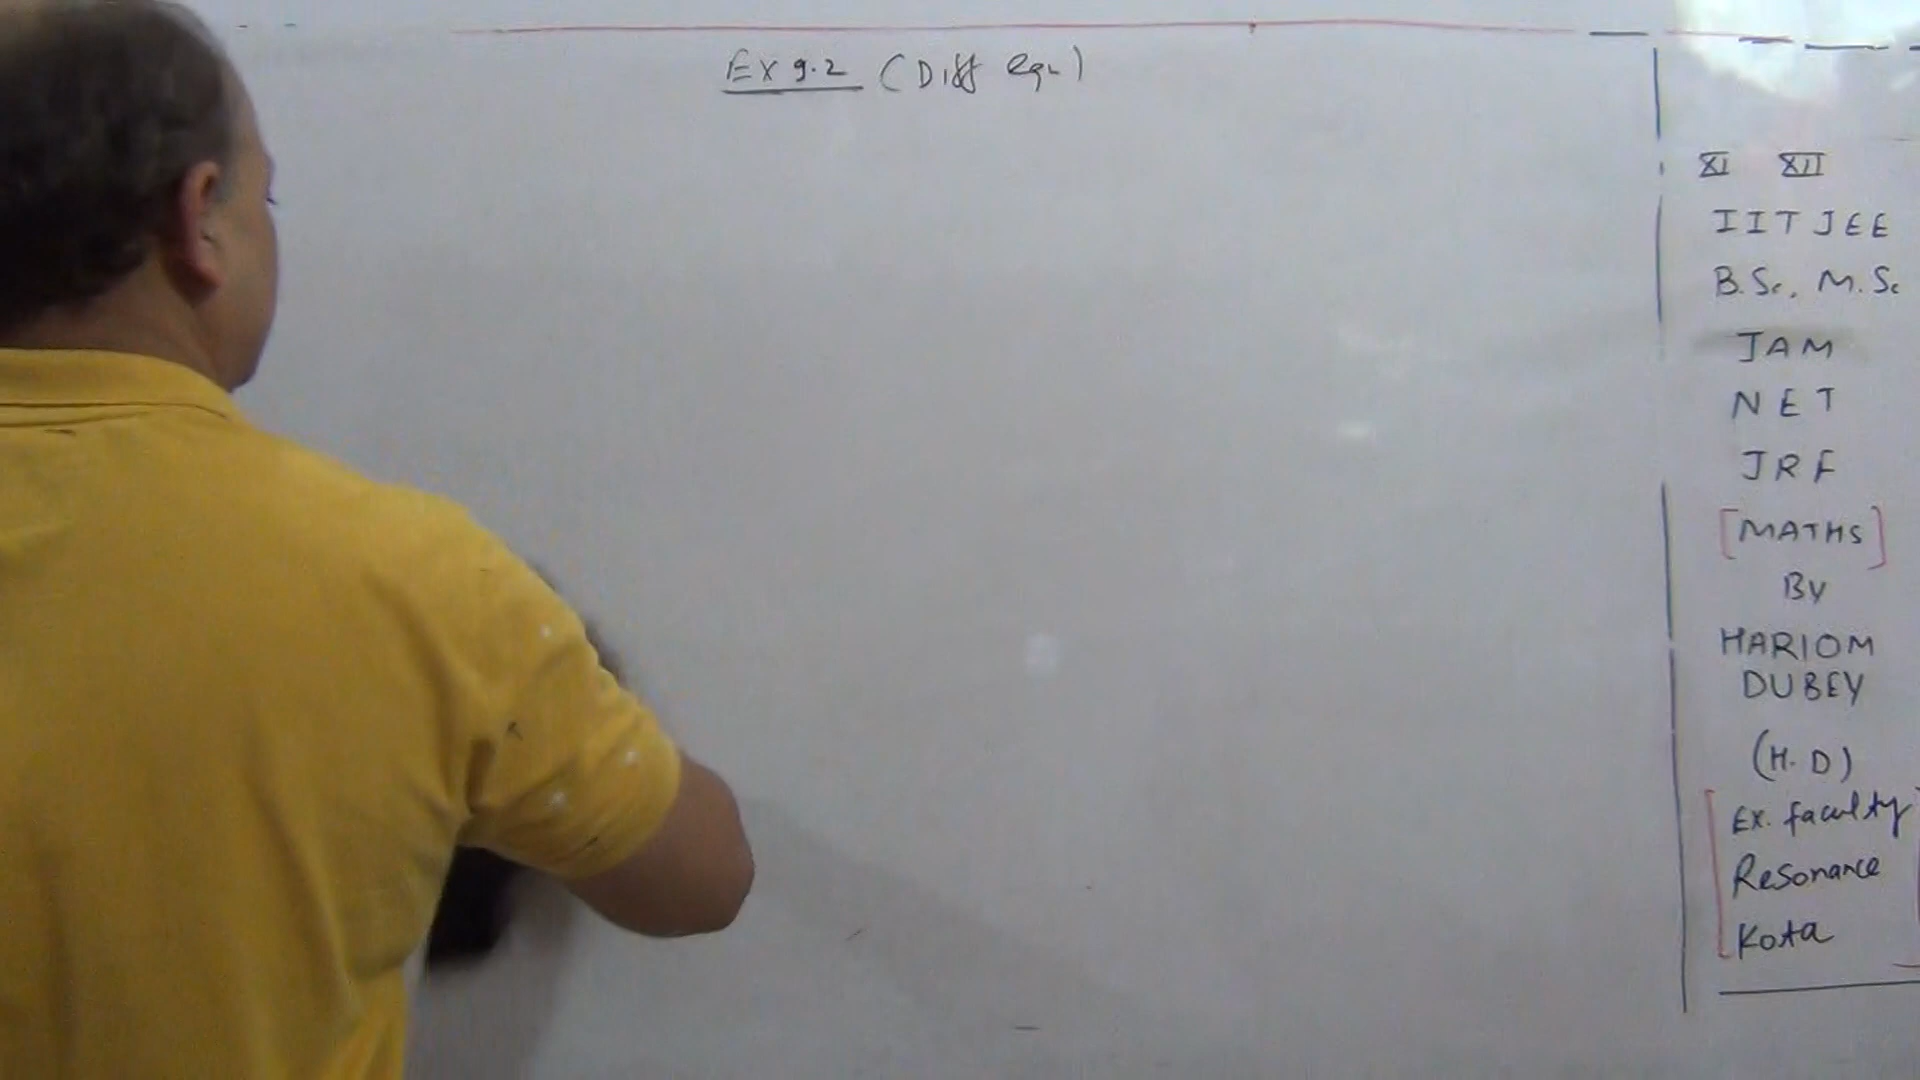 Ex 9.2 (Diff eqn)
XI XII
IIT JEE
B.Sc, M.Sc
JAM
NET
JRF
[MATHS]
By
HARIOM
DUBEY
(H.D)
Ex. faculty
Resonance
Kota